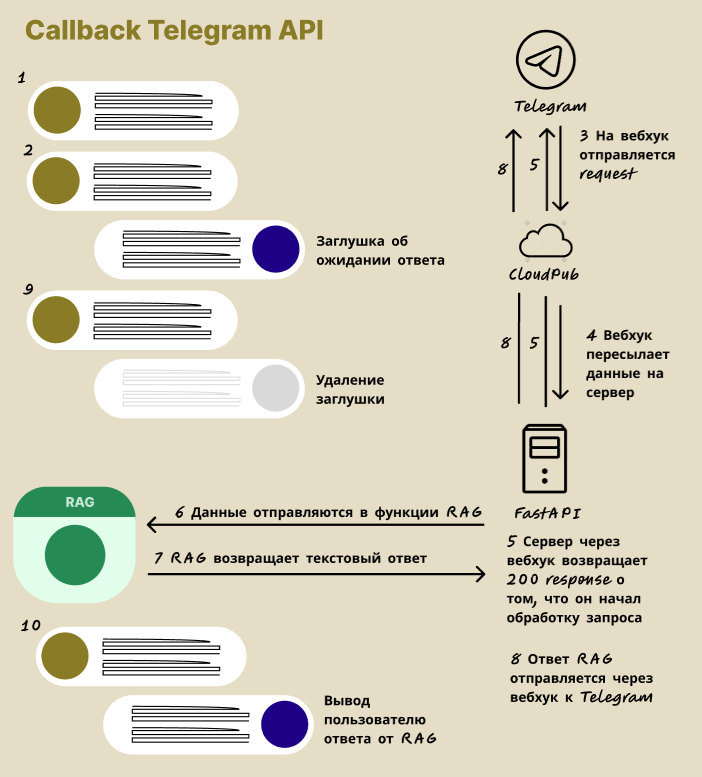 Callback Telegram API
1
2
Заглушка об
ожидании ответа
9
Удаление
заглушки
Telegram
8
5
3 На вебхук
отправляется
request
CloudPub
8
5
4 Вебхук
пересылает
данные на
сервер
FastAPI
RAG
6 Данные отправляются в функции RAG
7 RAG возвращает текстовый ответ
5 Сервер через
вебхук возвращает
200 response о
том, что он начал
обработку запроса
8 Ответ RAG
отправляется через
вебхук к Telegram
10
Вывод
пользователю
ответа от RAG